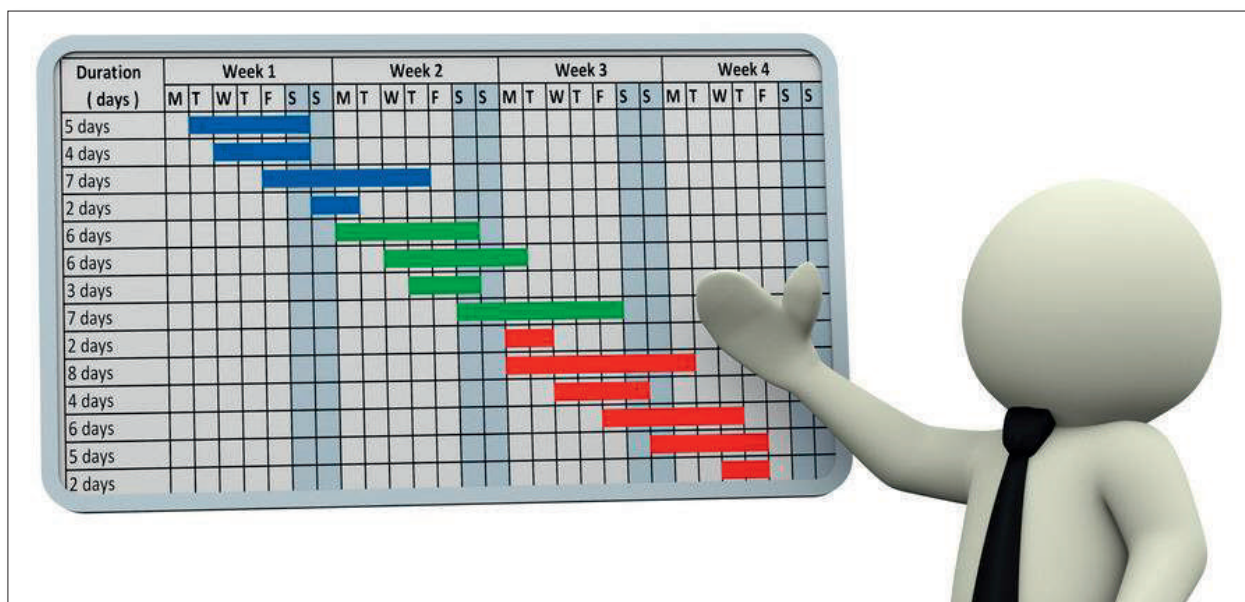 Duration Week 1 Week 2 Week 3 Week 4
( days ) M T W T F S S M T W T F S S M T W T F S S M T W T F S S
5 days
4 days
7 days
2 days
6 days
6 days
3 days
7 days
2 days
8 days
4 days
6 days
5 days
2 days